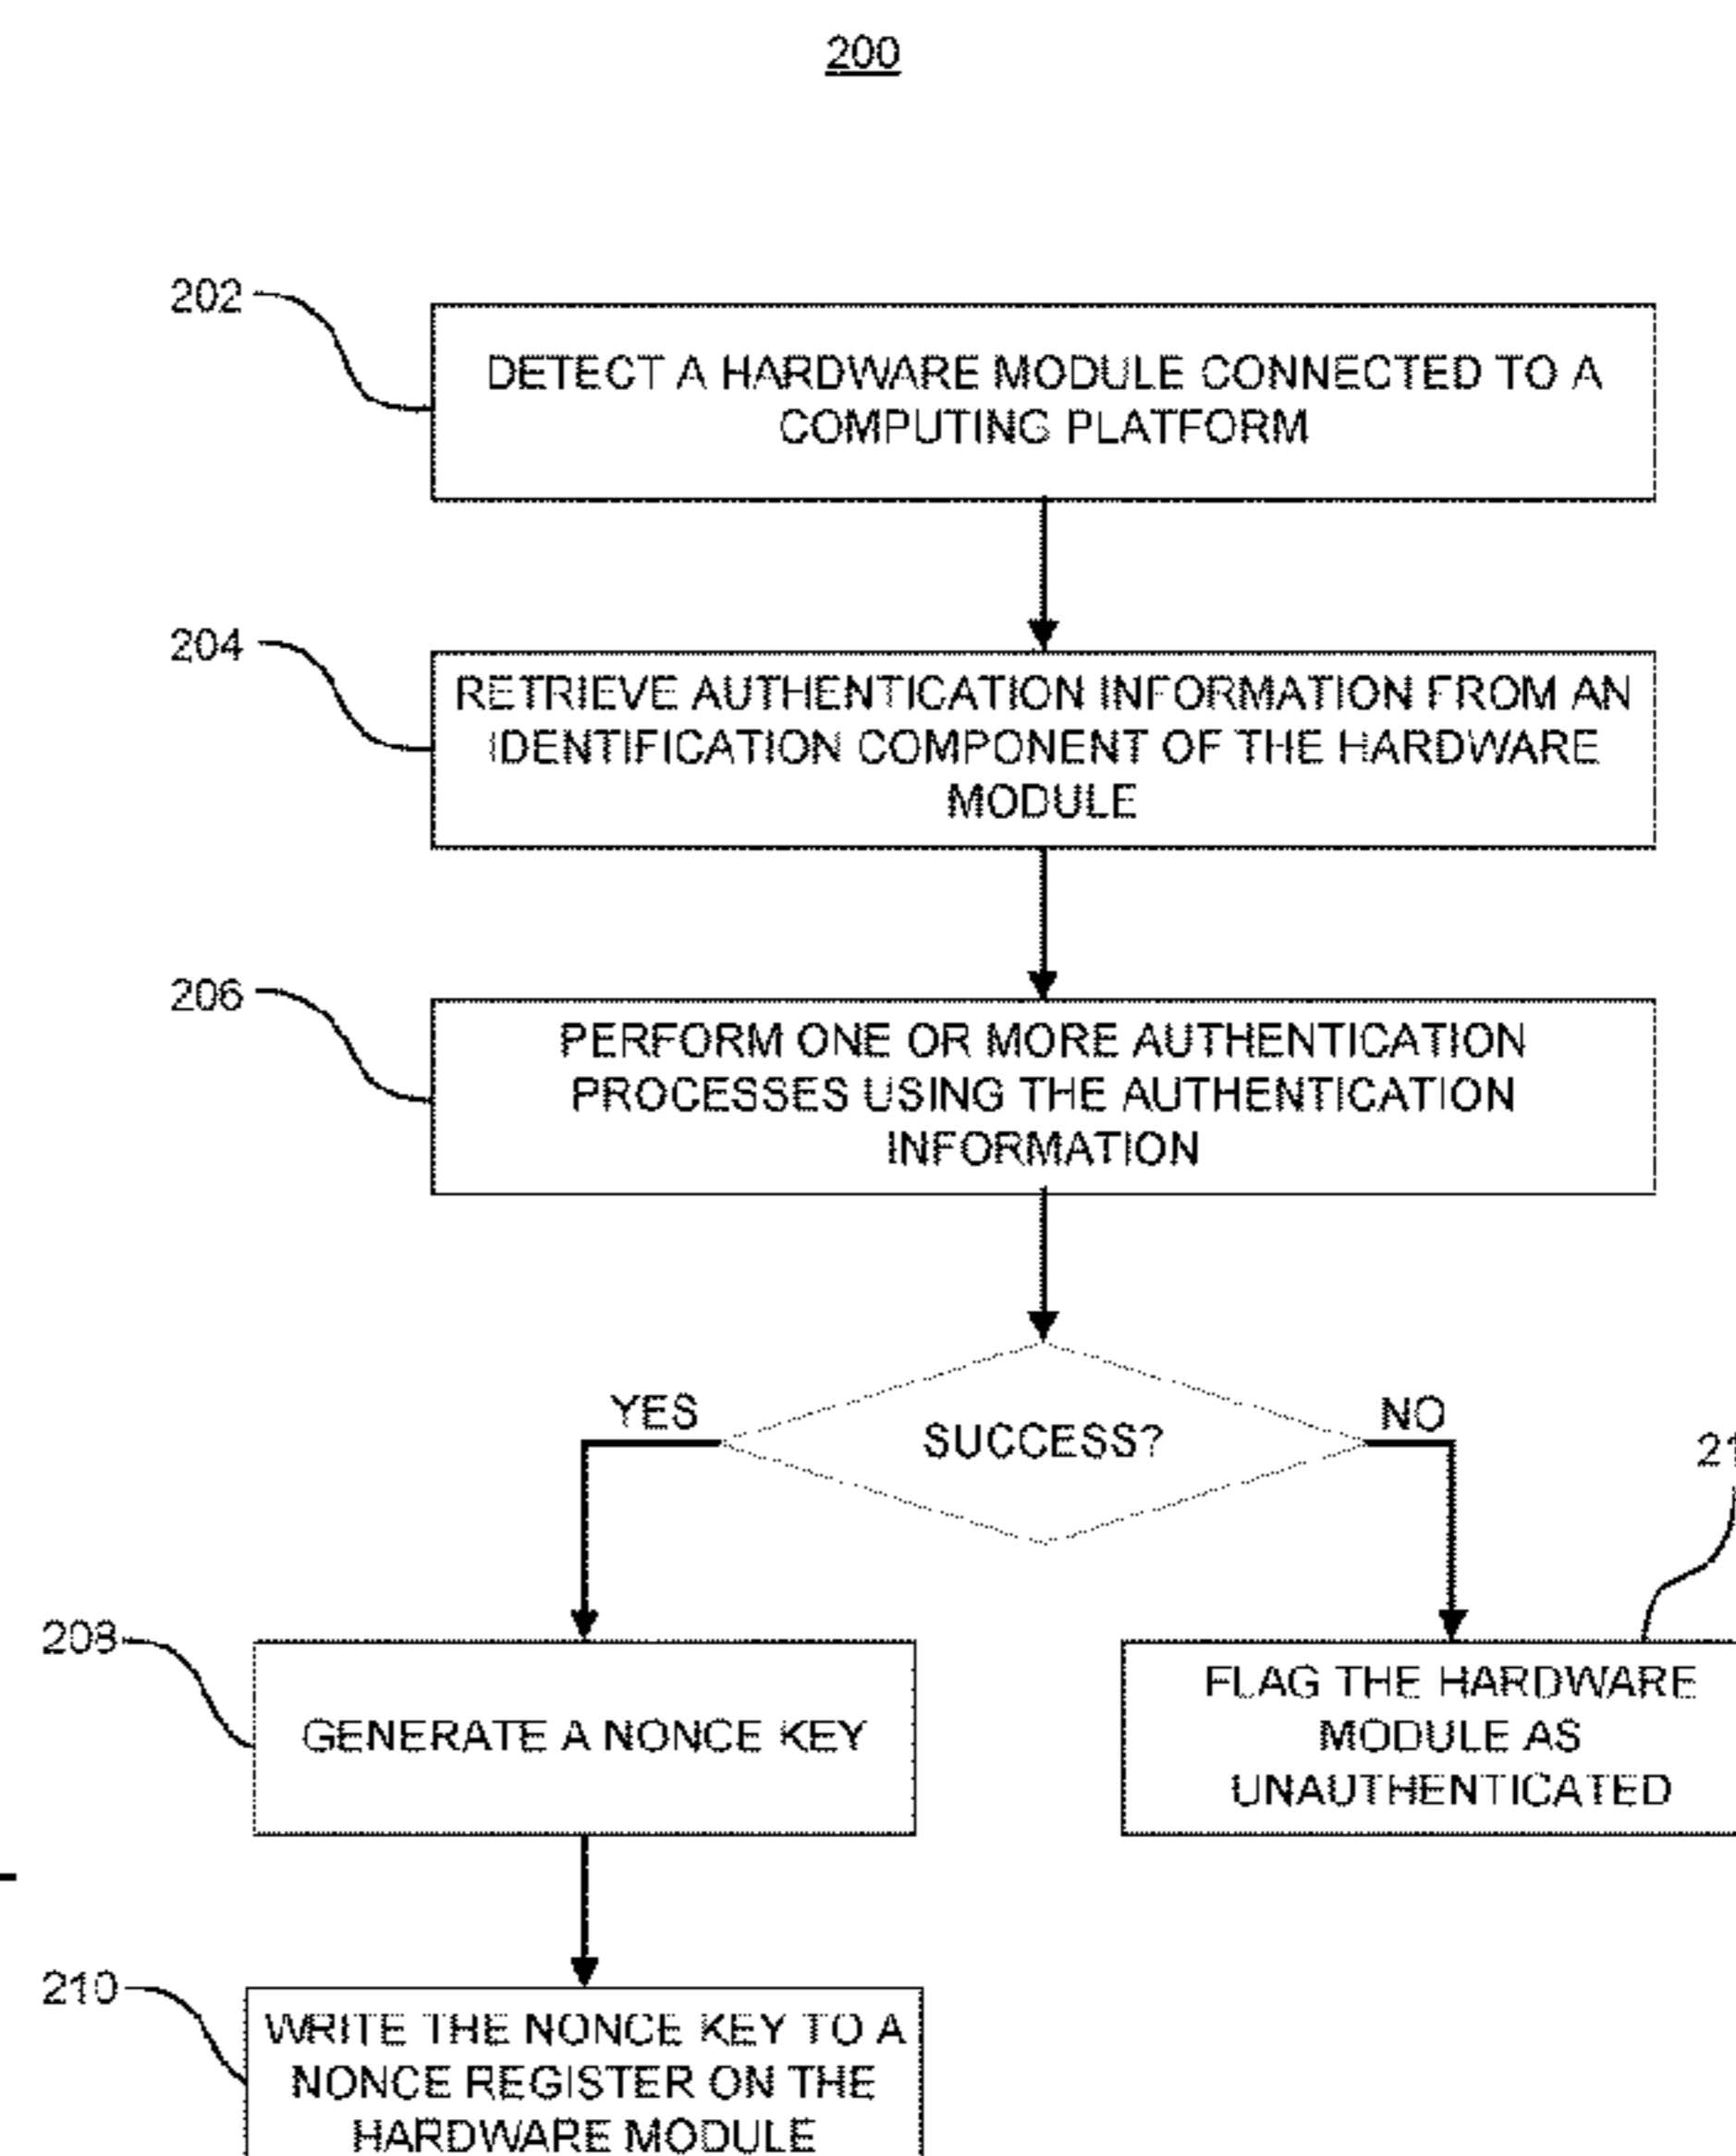 200
202
DETECT A HARDWARE MODULE CONNECTED TO A
COMPUTING PLATFORM
204
RETRIEVE AUTHENTICATION INFORMATION FROM AN
IDENTIFICATION COMPONENT OF THE HARDWARE
MODULE
206
PERFORM ONE OR MORE AUTHENTICATION
PROCESSES USING THE AUTHENTICATION
INFORMATION
YES
SUCCESS?
NO
208
GENERATE A NONCE KEY
FLAG THE HARDWARE
MODULE AS
UNAUTHENTICATED
210
WRITE THE NONCE KEY TO A
NONCE REGISTER ON THE
HARDWARE MODULE